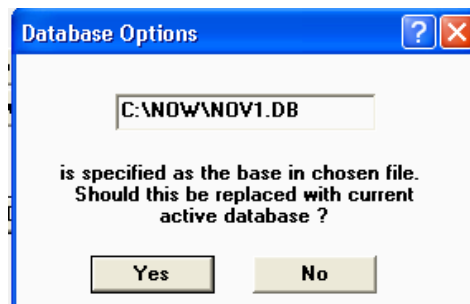 Database Options
C:\NOW\NOV1.DB
is specified as the base in chosen file.
Should this be replaced with current
active database ?
Yes
No